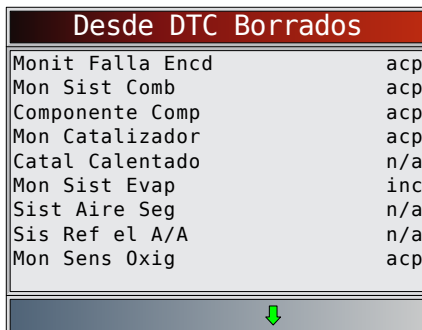 Desde DTC Borrados
Monit Falla Encd acp
Mon Sist Comb acp
Componente Comp acp
Mon Catalizador acp
Catal Calentado n/a
Mon Sist Evap inc
Sist Aire Seg n/a
Sis Ref el A/A n/a
Mon Sens Oxig acp